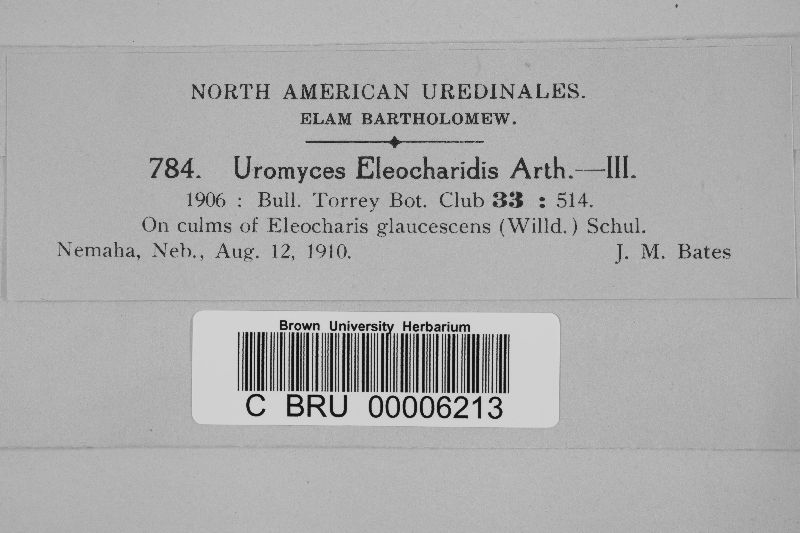 NORTH AMERICAN UREDINALES.
ELAM BARTHOLOMEW.
784. Uromyces Eleocharidis Arth.—III.
1906 : Bull. Torrey Bot. Club 33 : 514.
On culms of Eleocharis glaucescens (Willd.) Schul.
Nemaha, Neb., Aug. 12, 1910. J. M. Bates
Brown University Herbarium
C BRU 00006213